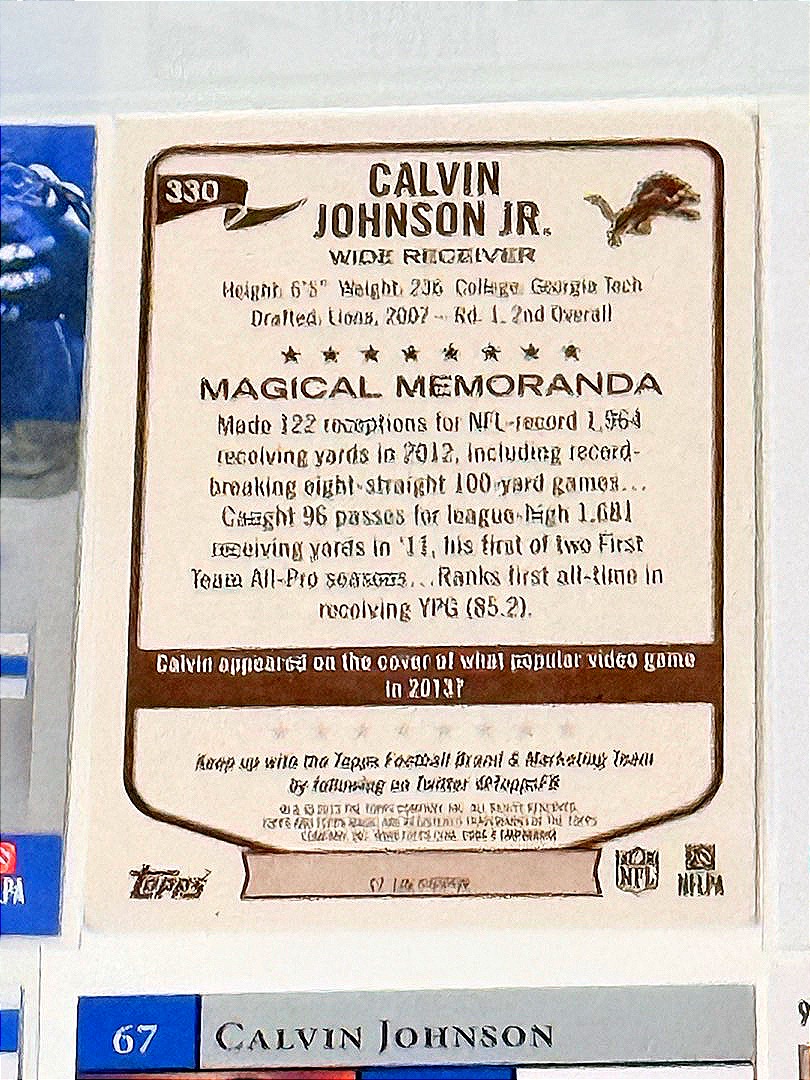 330
CALVIN
JOHNSON JR.
WIDE RECEIVER
Height: 6'5" Weight: 236 College: Georgia Tech
Drafted: Lions, 2007 – Rd. 1, 2nd Overall
MAGICAL MEMORANDA
Made 122 receptions for NFL-record 1,964
receiving yards in 2012, including record-
breaking eight straight 100-yard games...
Caught 96 passes for league-high 1,681
receiving yards in '11, his first of two First
Team All-Pro seasons...Ranks first all-time in
receiving YPG (85.2).
Calvin appeared on the cover of what popular video game
in 2013?
Keep up with the Topps Football Brand & Marketing Team
by following on Twitter @ToppsFB
TOPPS
NFL
NFLPA
PA
67
CALVIN JOHNSON
9